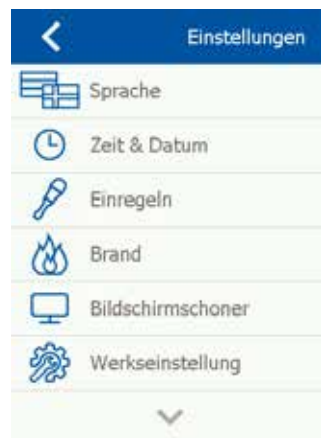 Einstellungen
Sprache
Zeit & Datum
Einregeln
Brand
Bildschirmschoner
Werkseinstellung